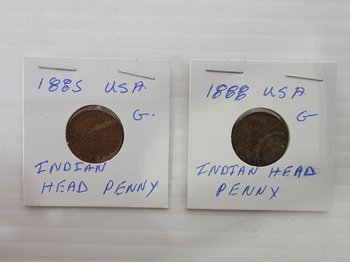 1885 USA
G.
INDIAN
HEAD PENNY
1888 USA
G
INDIAN HEAD
PENNY